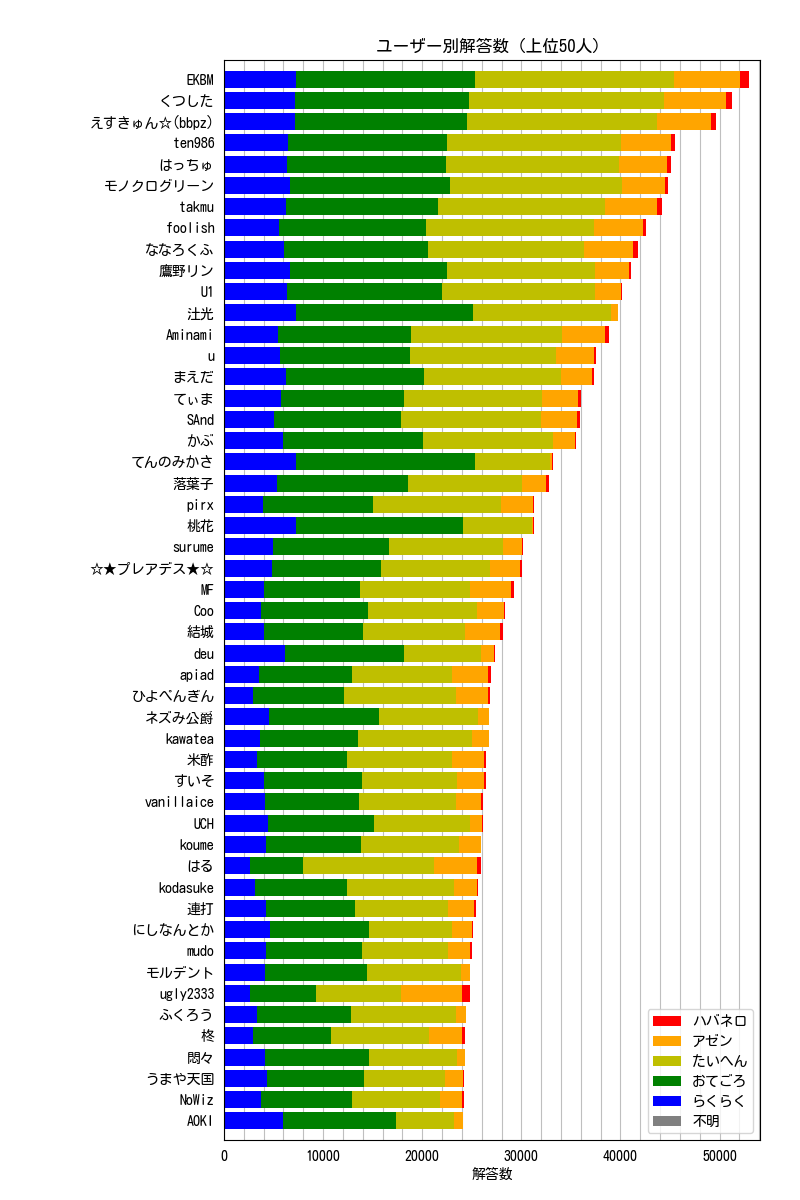 ユーザー別解答数 (上位50人)
EKBM
くつした
えすきゅん☆(bbpz)
ten986
はっちゅ
モノクログリーン
takmu
foolish
ななろくふ
鷹野リン
U1
汢光
Aminami
u
まえだ
てぃま
SAnd
かぶ
てんのみかさ
落葉子
pirx
桃花
surume
☆★プレアデス★☆
MF
Coo
結城
deu
apiad
ひよぺんぎん
ネズみ公爵
kawatea
米酢
すいそ
vanillaice
UCH
koume
はる
kodasuke
連打
にしなんとか
mudo
モルデント
ugly2333
ふくろう
柊
悶々
うまや天国
NoWiz
AOKI
ハバネロ
アゼン
たいへん
おてごろ
らくらく
不明
0 10000 20000 30000 40000 50000
解答数